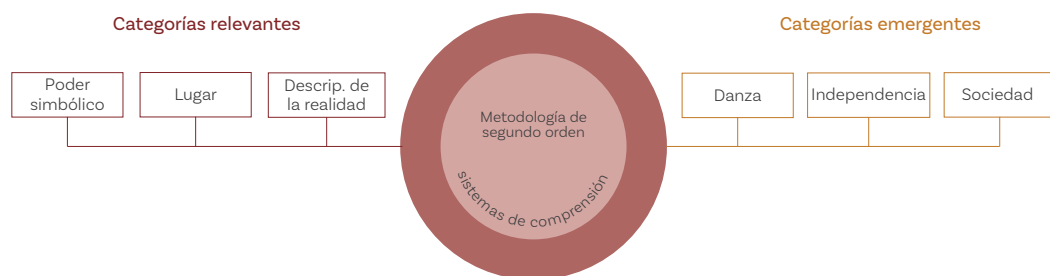 Categorías relevantes
Categorías emergentes
Poder
simbólico
Lugar
Descrip. de
la realidad
Metodología de
segundo orden
sistemas de comprensión
Danza
Independencia
Sociedad